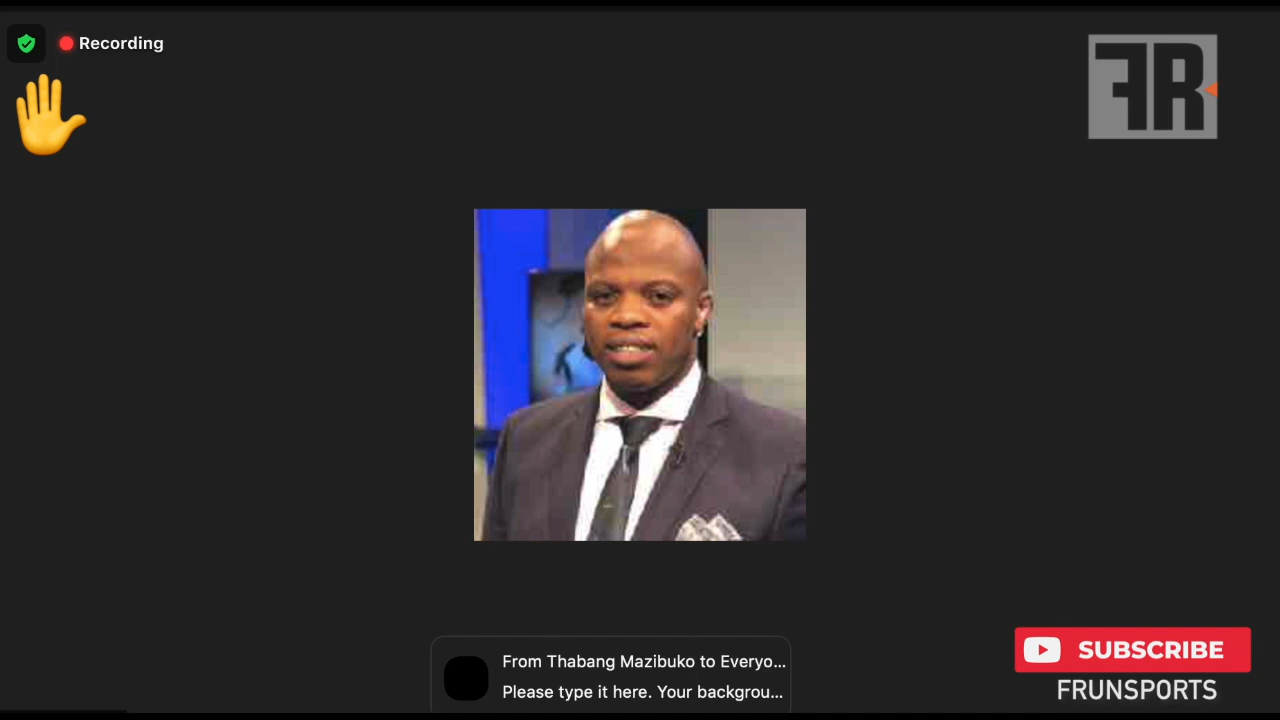 Recording
FR
From Thabang Mazibuko to Everyo...
Please type it here. Your backgrou...
SUBSCRIBE
FRUNSPORTS